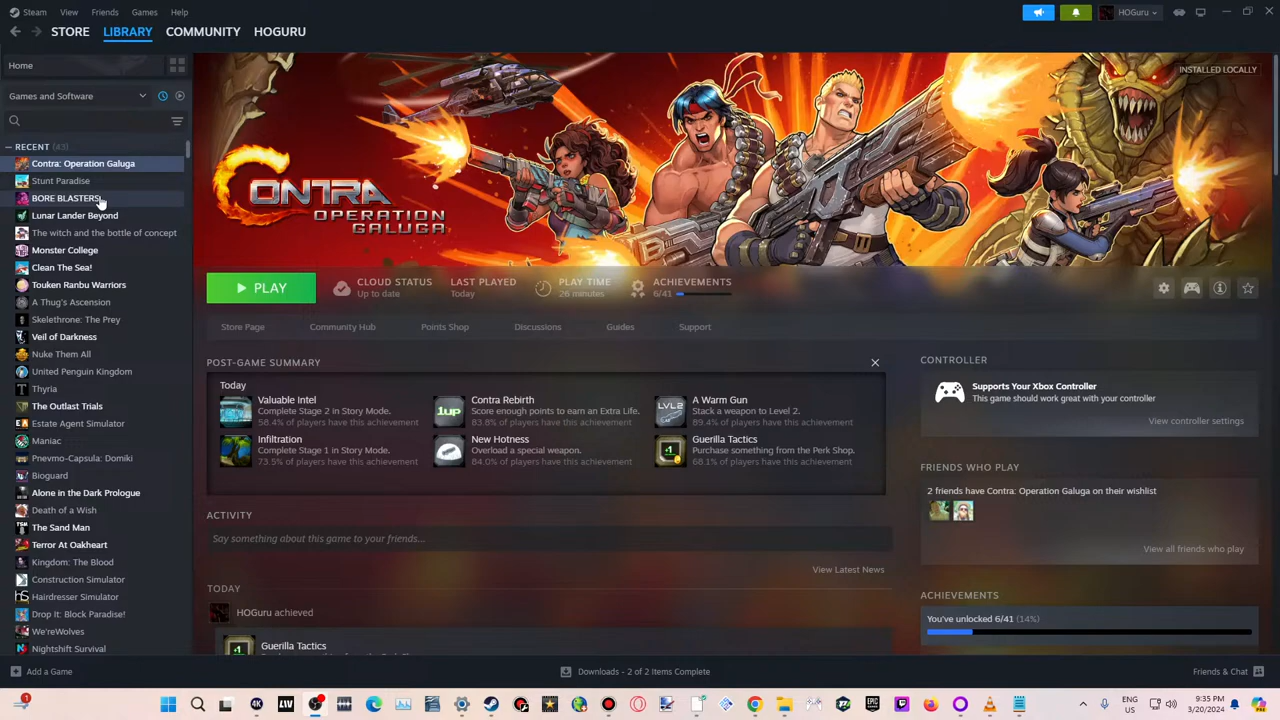 Steam View Friends Games Help
HOGuru
STORE LIBRARY COMMUNITY HOGURU
Home
Games and Software
RECENT (43)
Contra: Operation Galuga
Stunt Paradise
BORE BLASTERS
Lunar Lander Beyond
The witch and the bottle of concept
Monster College
Clean The Sea!
Touken Ranbu Warriors
A Thug's Ascension
Skelethrone: The Prey
Veil of Darkness
Nuke Them All
United Penguin Kingdom
Thyria
The Outlast Trials
Estate Agent Simulator
Maniac
Pnevmo-Capsula: Domiki
Bioguard
Alone in the Dark Prologue
Death of a Wish
The Sand Man
Terror At Oakheart
Kingdom: The Blood
Construction Simulator
Hairdresser Simulator
Drop It: Block Paradise!
We'reWolves
Nightshift Survival
INSTALLED LOCALLY
CONTRA
OPERATION
GALUGA
PLAY
CLOUD STATUS
Up to date
LAST PLAYED
Today
PLAY TIME
26 minutes
ACHIEVEMENTS
6/41
Store Page Community Hub Points Shop Discussions Guides Support
POST-GAME SUMMARY
Today
Valuable Intel
Complete Stage 2 in Story Mode.
58.4% of players have this achievement
1up
Contra Rebirth
Score enough points to earn an Extra Life.
83.8% of players have this achievement
LVL2
A Warm Gun
Stack a weapon to Level 2.
89.4% of players have this achievement
Infiltration
Complete Stage 1 in Story Mode.
73.5% of players have this achievement
New Hotness
Overload a special weapon.
84.0% of players have this achievement
Guerilla Tactics
Purchase something from the Perk Shop.
68.1% of players have this achievement
ACTIVITY
Say something about this game to your friends...
View Latest News
TODAY
HOGuru achieved
Guerilla Tactics
CONTROLLER
Supports Your Xbox Controller
This game should work great with your controller
View controller settings
FRIENDS WHO PLAY
2 friends have Contra: Operation Galuga on their wishlist
View all friends who play
ACHIEVEMENTS
You've unlocked 6/41 (14%)
Add a Game
Downloads - 2 of 2 Items Complete
Friends & Chat
1
4K
LIV
EPIC
ENG
US
9:35 PM
3/20/2024